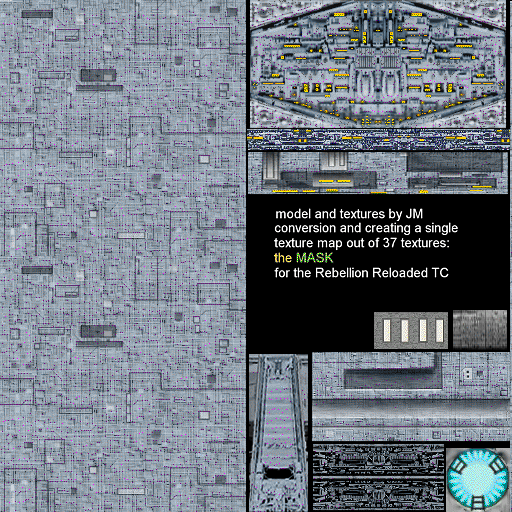 model and textures by JM
conversion and creating a single
texture map out of 37 textures:
the MASK
for the Rebellion Reloaded TC